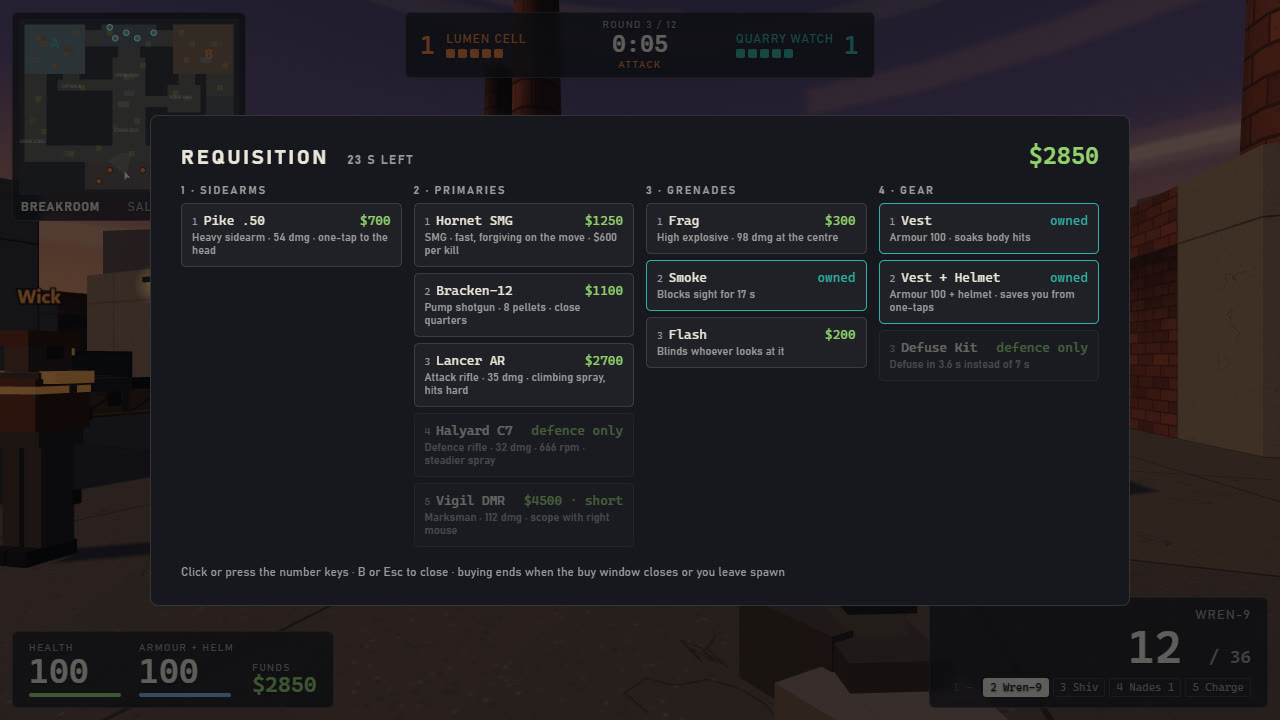 ROUND 3 / 12
1 LUMEN CELL
0:05
QUARRY WATCH 1
ATTACK
A
B
BREAKROOM
Wick
REQUISITION
23 S LEFT
$2850
1 · SIDEARMS
1 Pike .50 $700
Heavy sidearm · 54 dmg · one-tap to the
head
2 · PRIMARIES
1 Hornet SMG $1250
SMG · fast, forgiving on the move · $600
per kill
2 Bracken-12 $1100
Pump shotgun · 8 pellets · close
quarters
3 Lancer AR $2700
Attack rifle · 35 dmg · climbing spray,
hits hard
4 Halyard C7 defence only
Defence rifle · 32 dmg · 666 rpm ·
steadier spray
5 Vigil DMR $4500 · short
Marksman · 112 dmg · scope with right
mouse
3 · GRENADES
1 Frag $300
High explosive · 98 dmg at the centre
2 Smoke owned
Blocks sight for 17 s
3 Flash $200
Blinds whoever looks at it
4 · GEAR
1 Vest owned
Armour 100 · soaks body hits
2 Vest + Helmet owned
Armour 100 + helmet · saves you from
one-taps
3 Defuse Kit defence only
Defuse in 3.6 s instead of 7 s
Click or press the number keys · B or Esc to close · buying ends when the buy window closes or you leave spawn
HEALTH
100
ARMOUR + HELM
100
FUNDS
$2850
WREN-9
12 / 36
2 Wren-9
3 Shiv
4 Nades 1
5 Charge